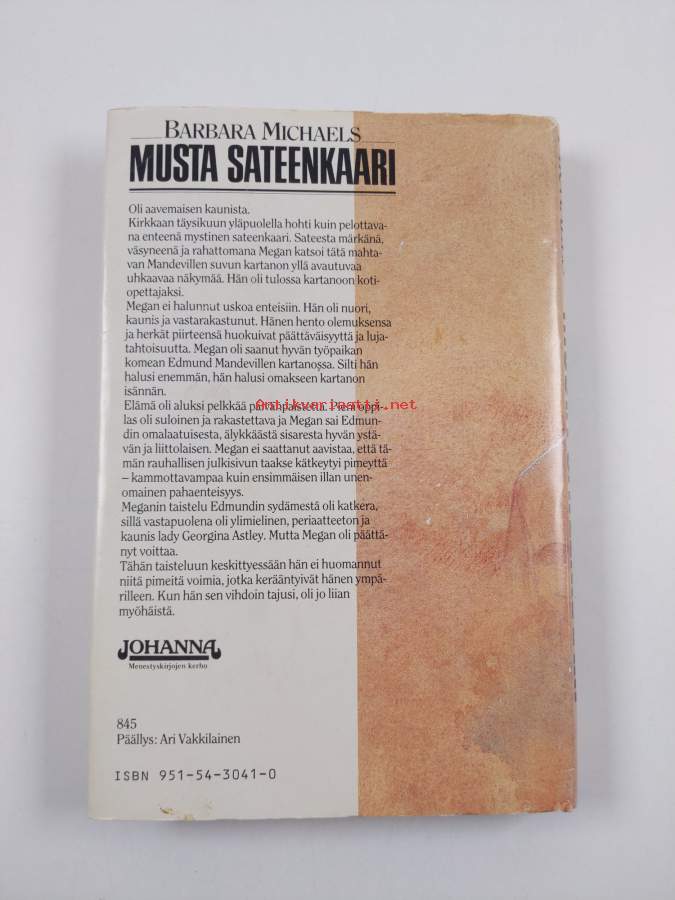 BARBARA MICHAELS
MUSTA SATEENKAARI
Oli aavemaisen kaunista.
Kirkkaan täysikuun yläpuolella hohti kuin pelottava-
na enteenä mystinen sateenkaari. Sateesta märkänä,
väsyneenä ja rahattomana Megan katsoi tätä mahta-
van Mandevillen suvun kartanon yllä avautuvaa
uhkaavaa näkymää. Hän oli tulossa kartanoon koti-
opettajaksi.
Megan ei halunnut uskoa enteisiin. Hän oli nuori,
kaunis ja vastarakastunut. Hänen hento olemuksensa
ja herkät piirteensä huokuivat päättäväisyyttä ja luja-
tahtoisuutta. Megan oli saanut hyvän työpaikan
komean Edmund Mandevillen kartanossa. Silti hän
halusi enemmän, hän halusi omakseen kartanon
isännän.
Antikvariaatti.net
Elämä oli aluksi pelkkää päivänpaistetta. Pieni oppi-
las oli suloinen ja rakastettava ja Megan sai Edmun-
din omalaatuisesta, älykkäästä sisaresta hyvän ystä-
vän ja liittolaisen. Megan ei saattanut aavistaa, että tä-
män rauhallisen julkisivun taakse kätkeytyi pimeyttä
– kammottavampaa kuin ensimmäisen illan unen-
omainen pahaenteisyys.
Meganin taistelu Edmundin sydämestä oli katkera,
sillä vastapuolena oli ylimielinen, periaatteeton ja
kaunis lady Georgina Astley. Mutta Megan oli päättä-
nyt voittaa.
Tähän taisteluun keskittyessään hän ei huomannut
niitä pimeitä voimia, jotka kerääntyivät hänen ympä-
rilleen. Kun hän sen vihdoin tajusi, oli jo liian
myöhäistä.
JOHANNA
Menestyskirjojen kerho
845
Päällys: Ari Vakkilainen
ISBN 951-54-3041-0